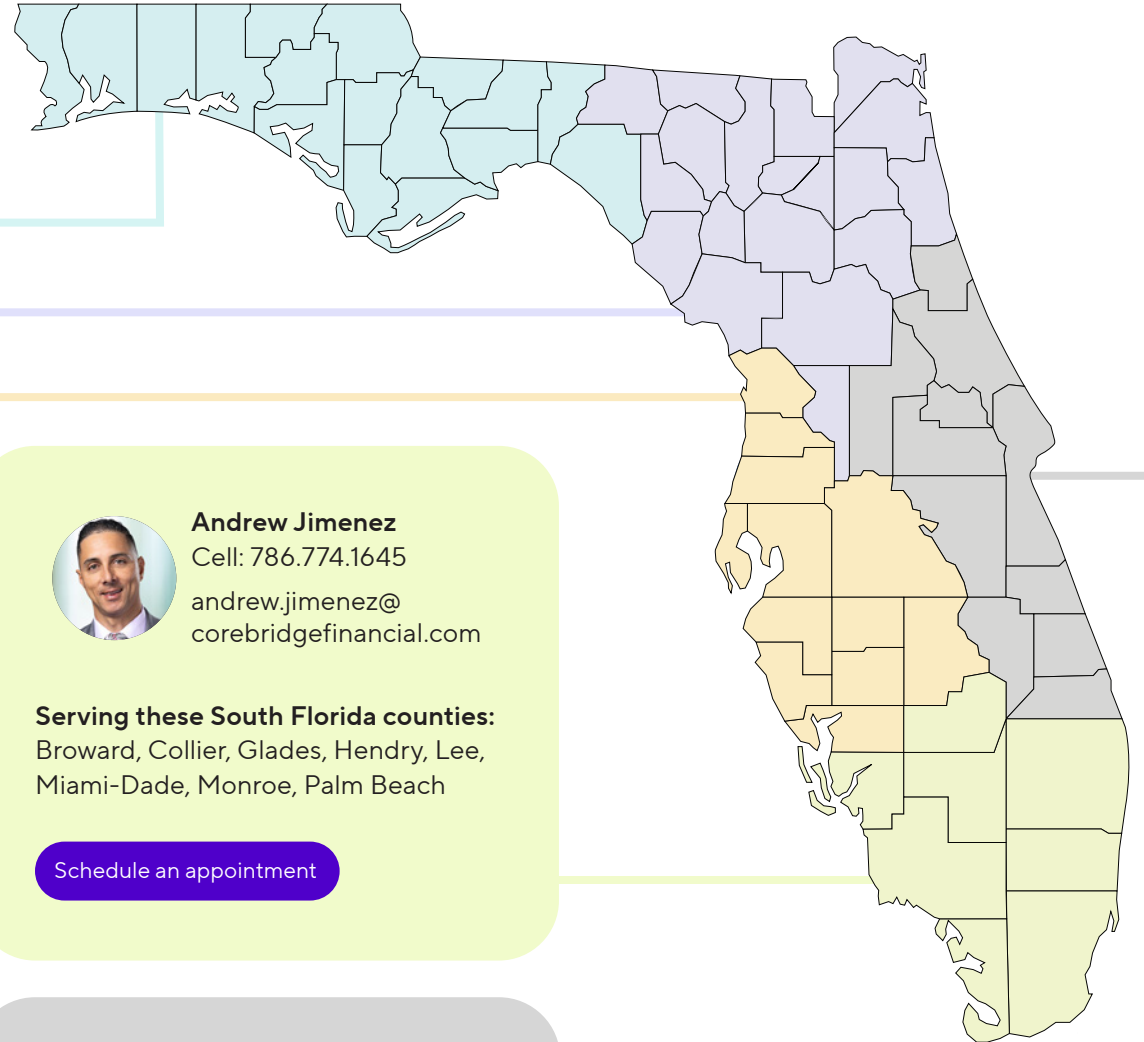 Andrew Jimenez
Cell: 786.774.1645
andrew.jimenez@
corebridgefinancial.com
Serving these South Florida counties:
Broward, Collier, Glades, Hendry, Lee,
Miami-Dade, Monroe, Palm Beach
Schedule an appointment